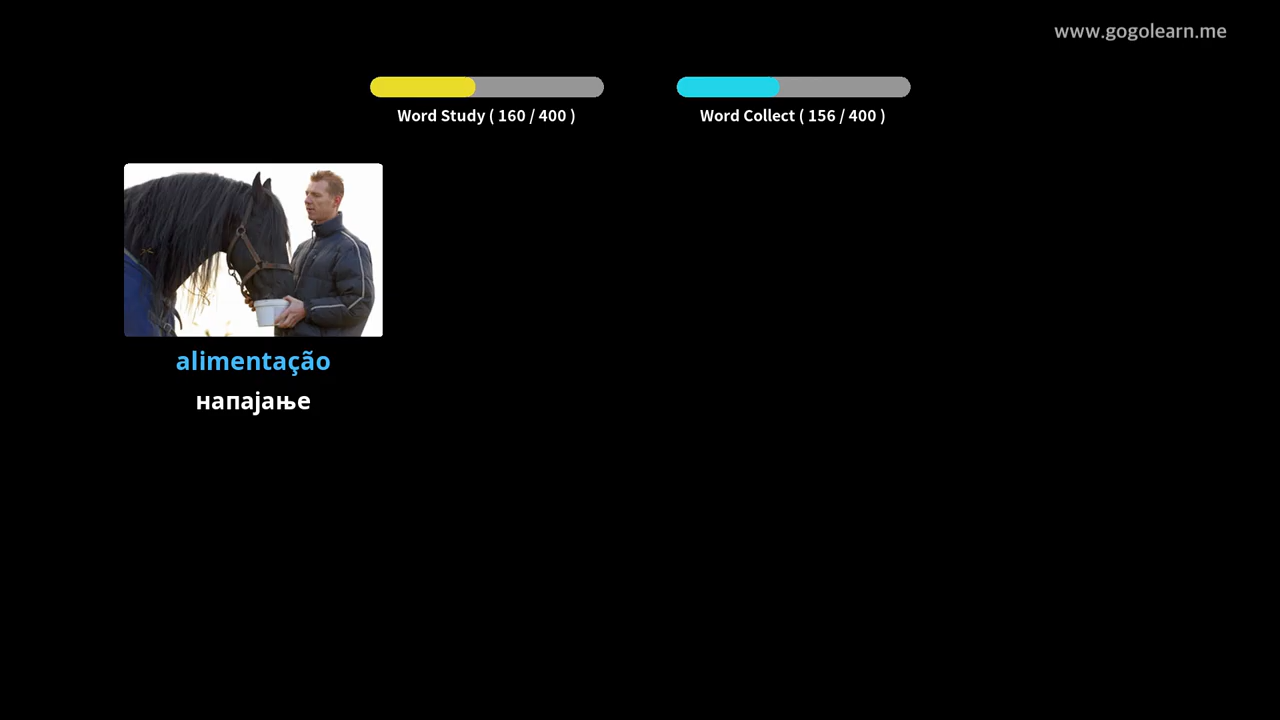 www.gogolearn.me
Word Study ( 160 / 400 )
Word Collect ( 156 / 400 )
alimentação
напајање